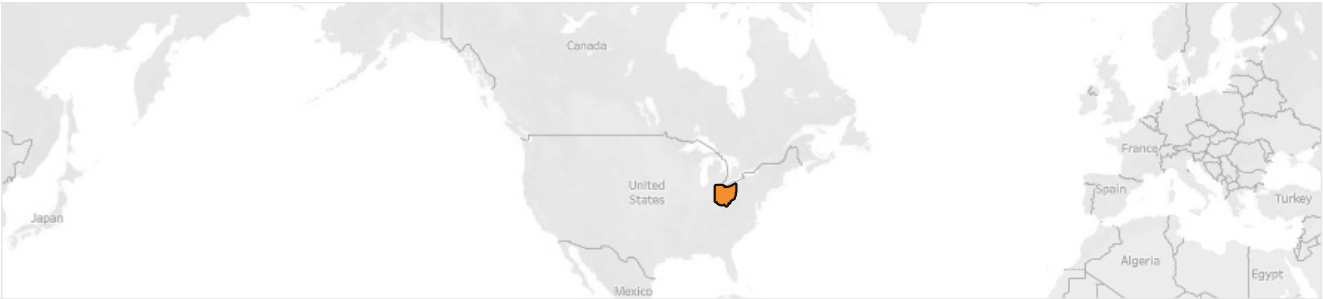 Canada
France
United
States
Spain
Turkey
Japan
Algeria
Egypt
Mexico